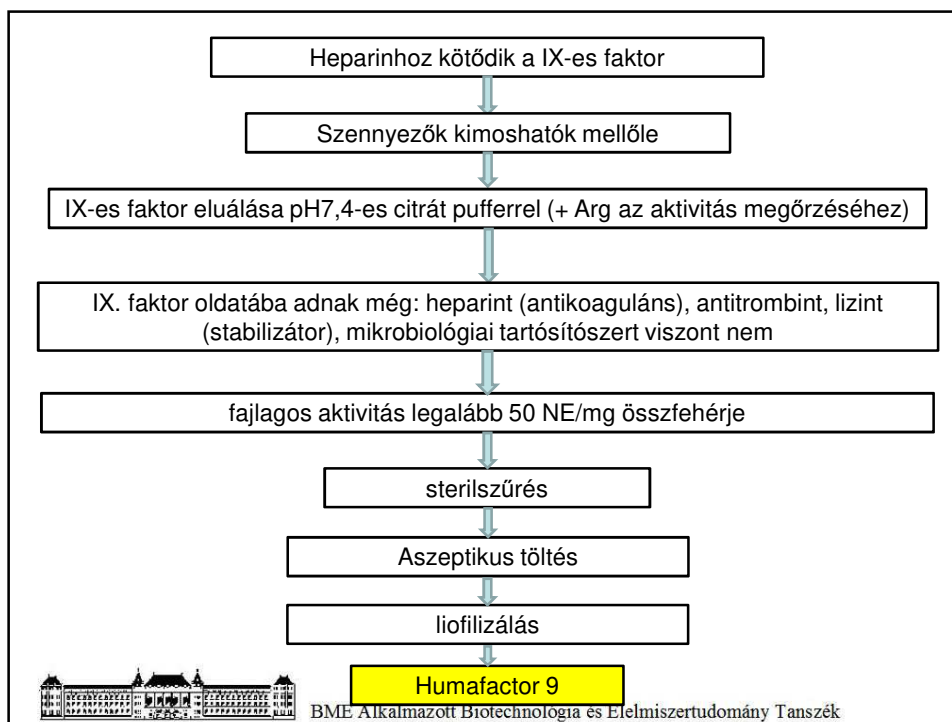 Heparinhoz kötődik a IX-es faktor
Szennyezők kimoshatók mellőle
IX-es faktor eluálása pH7,4-es citrát pufferrel (+ Arg az aktivitás megőrzéséhez)
IX. faktor oldatába adnak még: heparint (antikoaguláns), antitrombint, lizint
(stabilizátor), mikrobiológiai tartósítószert viszont nem
fajlagos aktivitás legalább 50 NE/mg összfehérje
sterilszűrés
Aszeptikus töltés
liofilizálás
Humafactor 9
BME Alkalmazott Biotechnológia és Élelmiszertudomány Tanszék